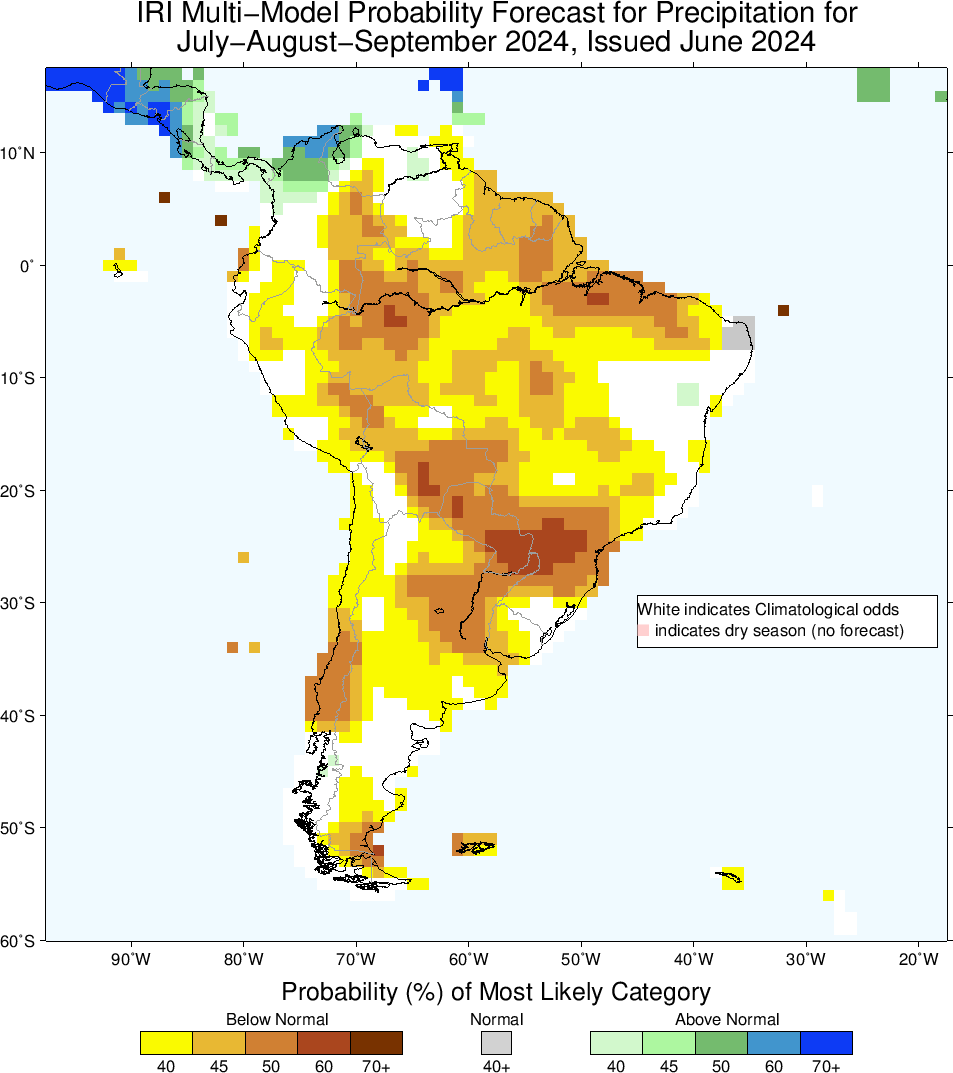 IRI Multi−Model Probability Forecast for Precipitation for
July−August−September 2024, Issued June 2024
10˚N
0˚
10˚S
20˚S
30˚S
White indicates Climatological odds
indicates dry season (no forecast)
40˚S
50˚S
60˚S
90˚W 80˚W 70˚W 60˚W 50˚W 40˚W 30˚W 20˚W
Probability (%) of Most Likely Category
Below Normal Normal Above Normal
40 45 50 60 70+ 40+ 40 45 50 60 70+